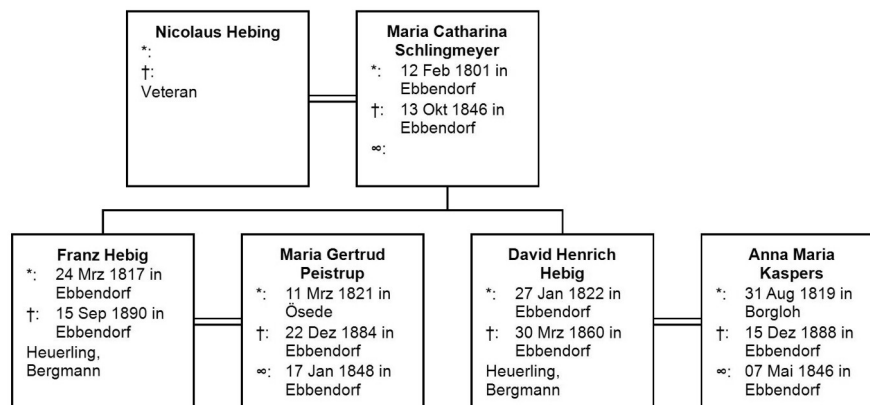 Nicolaus Hebing
*:
†:
Veteran
Maria Catharina
Schlingmeyer
*: 12 Feb 1801 in
Ebbendorf
†: 13 Okt 1846 in
Ebbendorf
⚭:
Franz Hebig
*: 24 Mrz 1817 in
Ebbendorf
†: 15 Sep 1890 in
Ebbendorf
Heuerling,
Bergmann
Maria Gertrud
Peistrup
*: 11 Mrz 1821 in
Ösede
†: 22 Dez 1884 in
Ebbendorf
⚭: 17 Jan 1848 in
Ebbendorf
David Henrich
Hebig
*: 27 Jan 1822 in
Ebbendorf
†: 30 Mrz 1860 in
Ebbendorf
Heuerling,
Bergmann
Anna Maria
Kaspers
*: 31 Aug 1819 in
Borgloh
†: 15 Dez 1888 in
Ebbendorf
⚭: 07 Mai 1846 in
Ebbendorf